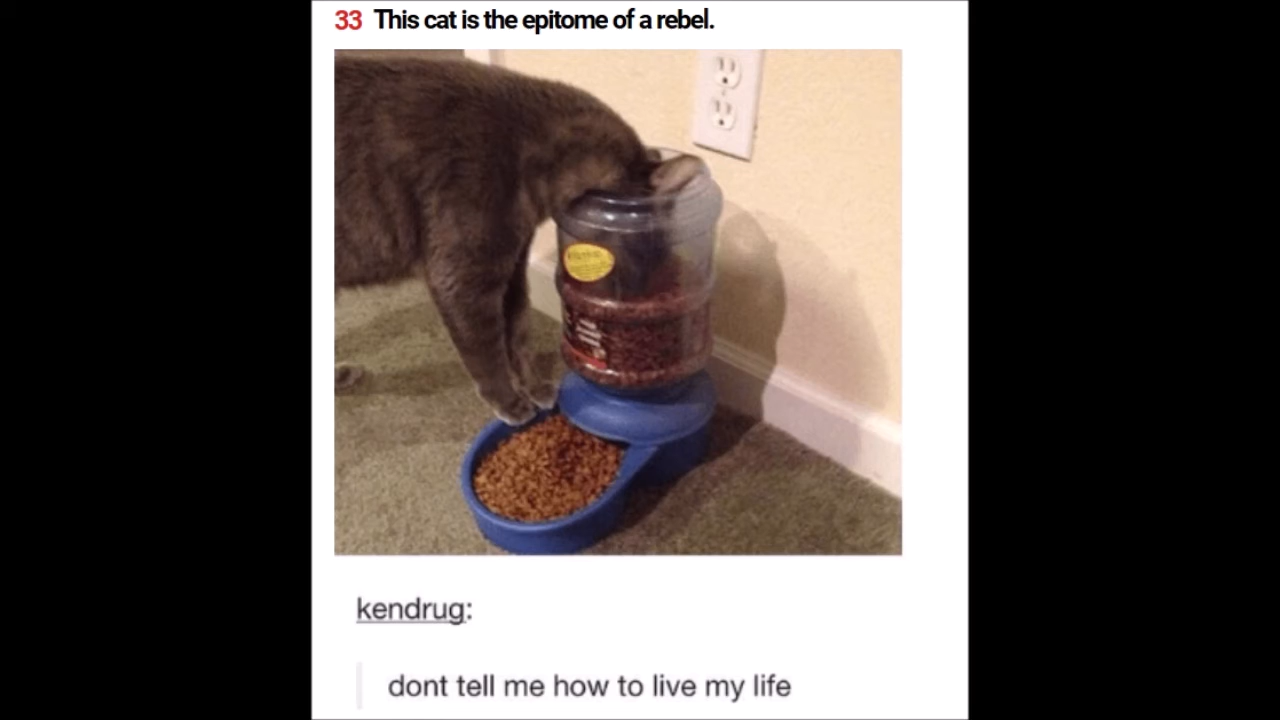 33 This cat is the epitome of a rebel.
kendrug:
dont tell me how to live my life